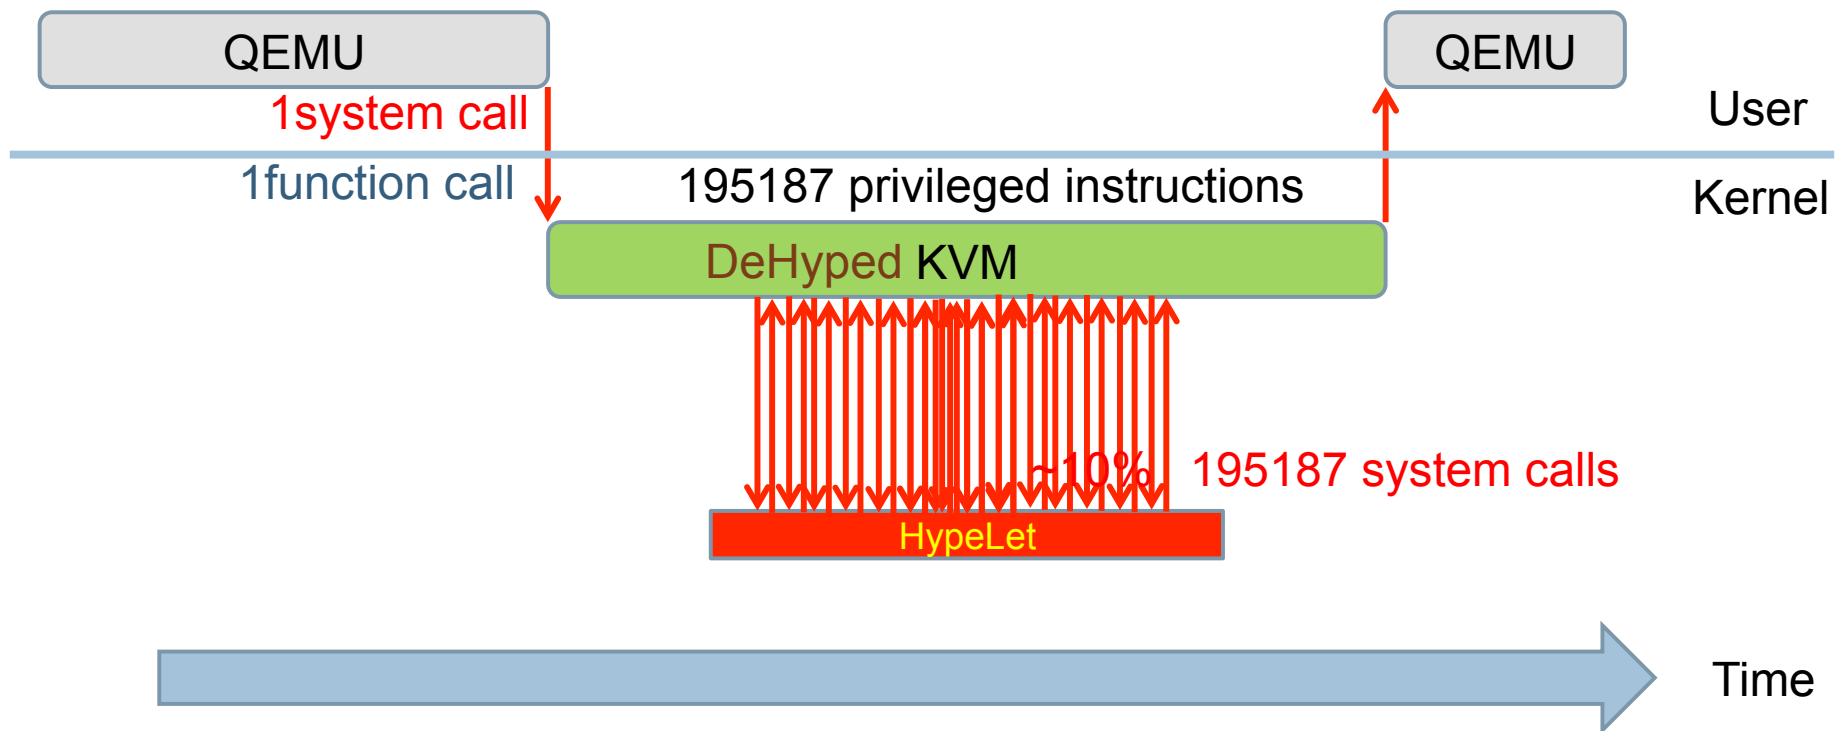 QEMU
QEMU
1system call
User
1function call
195187 privileged instructions
Kernel
DeHyped KVM
~10%
195187 system calls
HypeLet
Time